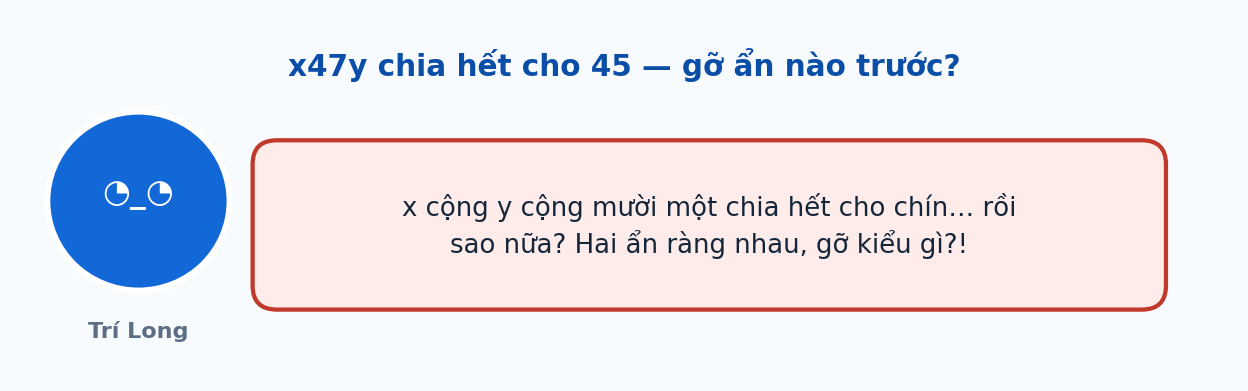 x47y chia hết cho 45 — gỡ ẩn nào trước?
◔_◔
x cộng y cộng mười một chia hết cho chín... rồi
sao nữa? Hai ẩn ràng nhau, gỡ kiểu gì?!
Trí Long